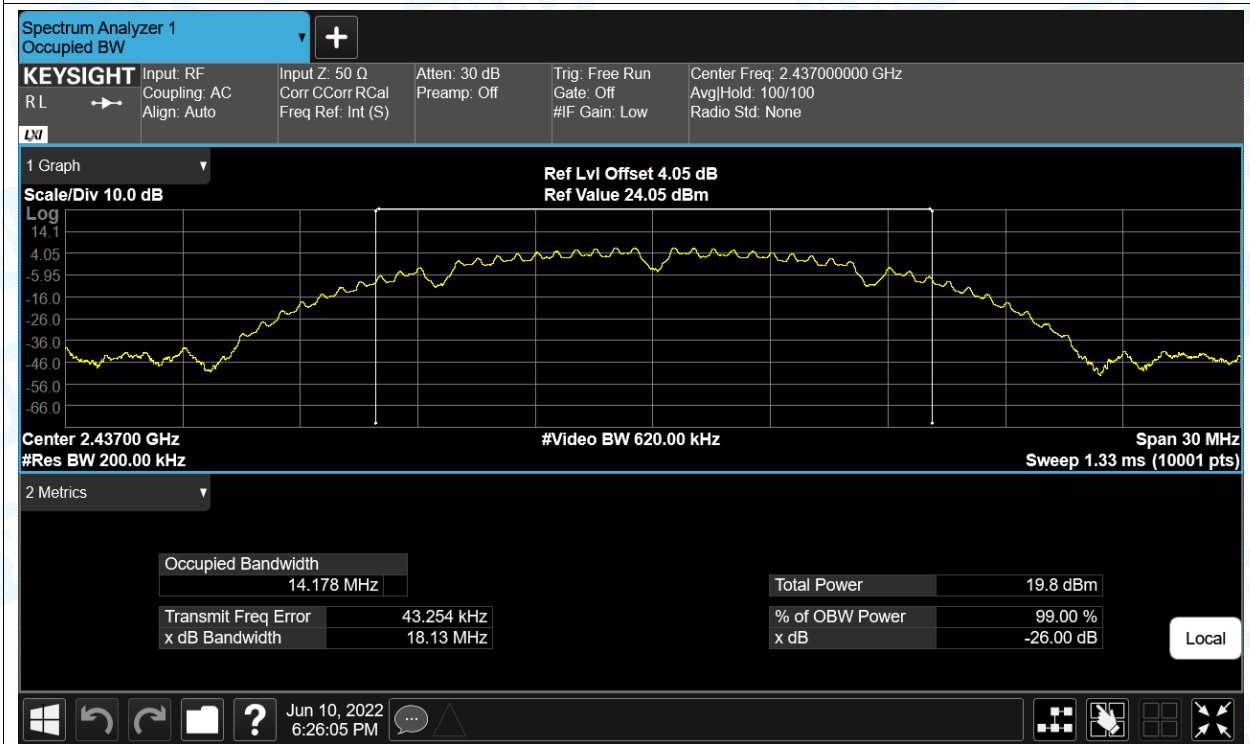 Spectrum Analyzer 1
Occupied BW
KEYSIGHT
R L
LXI
Input: RF
Coupling: AC
Align: Auto
Input Z: 50 Ω
Corr CCorr RCal
Freq Ref: Int (S)
Atten: 30 dB
Preamp: Off
Trig: Free Run
Gate: Off
#IF Gain: Low
Center Freq: 2.437000000 GHz
Avg|Hold: 100/100
Radio Std: None
1 Graph
Scale/Div 10.0 dB
Ref Lvl Offset 4.05 dB
Ref Value 24.05 dBm
Log
14.1
4.05
-5.95
-16.0
-26.0
-36.0
-46.0
-56.0
-66.0
Center 2.43700 GHz
#Res BW 200.00 kHz
#Video BW 620.00 kHz
Span 30 MHz
Sweep 1.33 ms (10001 pts)
2 Metrics
Occupied Bandwidth
14.178 MHz
Transmit Freq Error 43.254 kHz
x dB Bandwidth 18.13 MHz
Total Power 19.8 dBm
% of OBW Power 99.00 %
x dB -26.00 dB
Local
?
Jun 10, 2022
6:26:05 PM